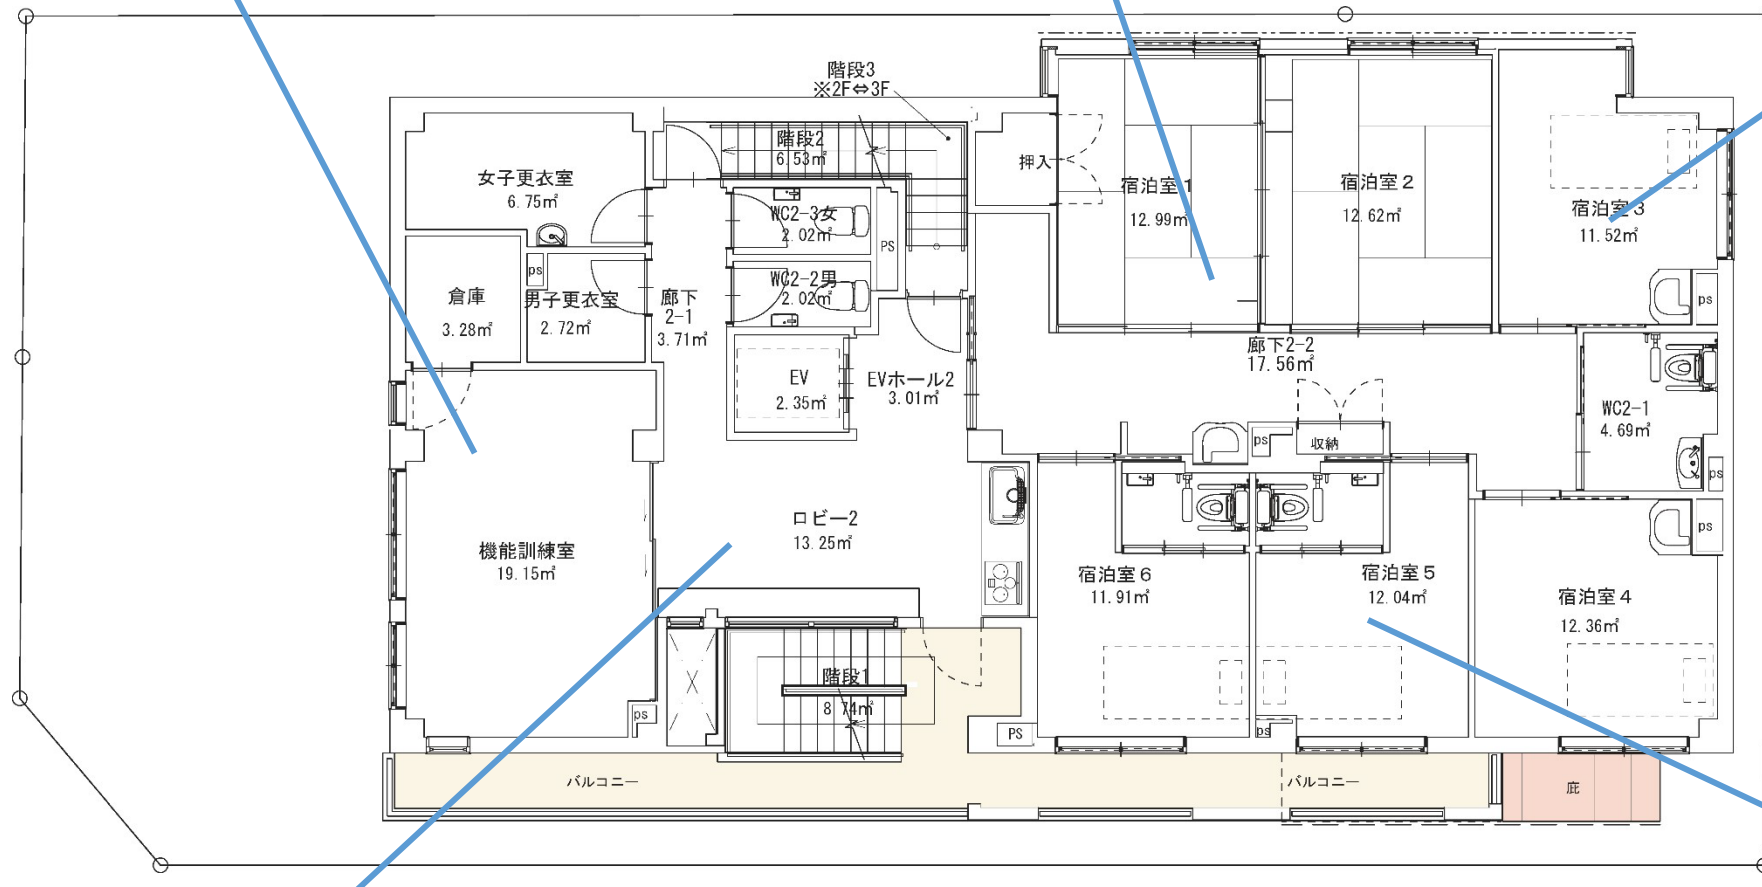 階段3
※2F⇔3F
階段2
6.53㎡
女子更衣室
6.75㎡
押入
宿泊室1
12.99㎡
宿泊室2
12.62㎡
宿泊室3
11.52㎡
WC2-3女
2.02㎡
PS
WC2-2男
2.02㎡
ps
倉庫
3.28㎡
男子更衣室
2.72㎡
廊下
2-1
3.71㎡
ps
廊下2-2
17.56㎡
EV
2.35㎡
EVホール2
3.01㎡
WC2-1
4.69㎡
ps
収納
ps
ps
ロビー2
13.25㎡
機能訓練室
19.15㎡
宿泊室6
11.91㎡
宿泊室5
12.04㎡
宿泊室4
12.36㎡
階段1
8.74㎡
ps
PS
ps
バルコニー
バルコニー
庇